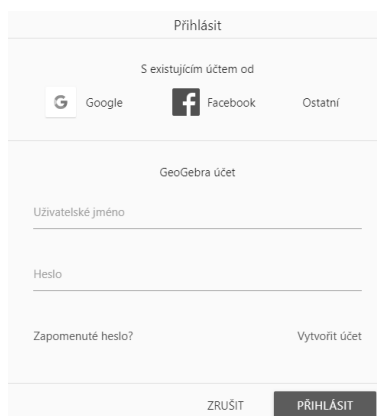 Přihlásit
S existujícím účtem od
Google Facebook Ostatní
GeoGebra účet
Uživatelské jméno
Heslo
Zapomenuté heslo? Vytvořit účet
ZRUŠIT PŘIHLÁSIT